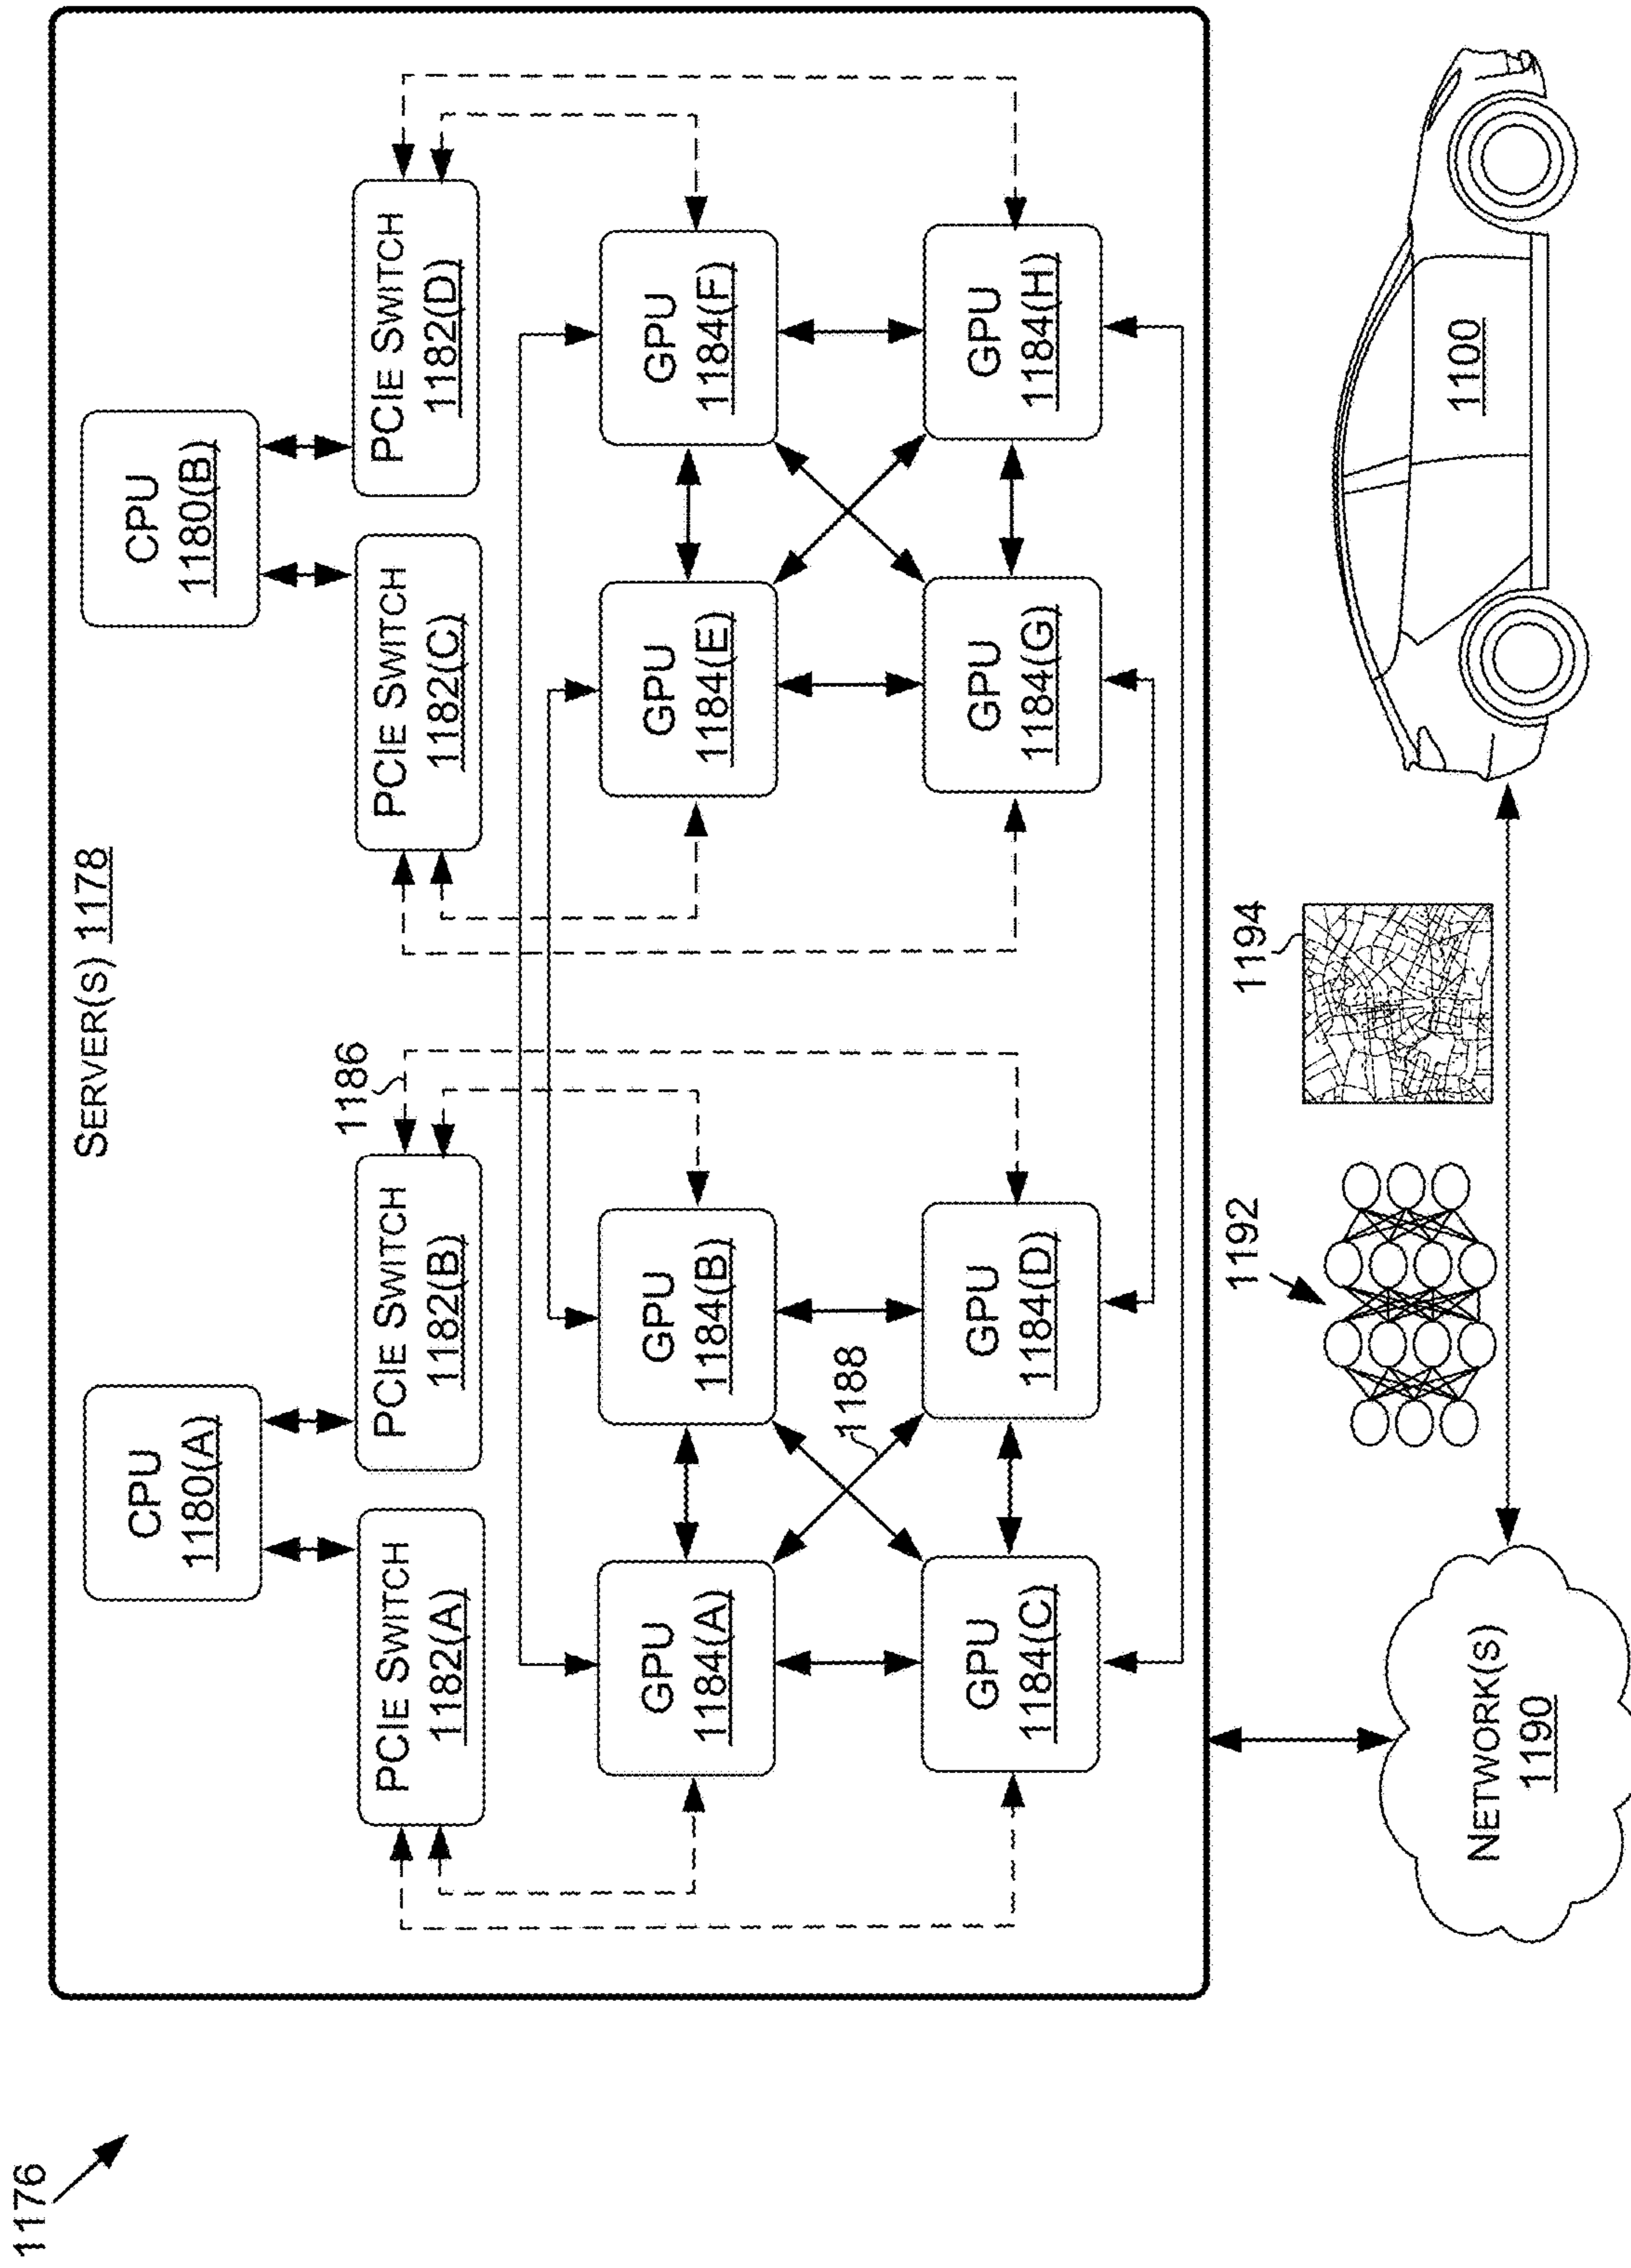 1176
SERVER(S) 1178
CPU
1180(A)
CPU
1180(B)
PCIE SWITCH
1182(A)
PCIE SWITCH
1182(B)
1186
PCIE SWITCH
1182(C)
PCIE SWITCH
1182(D)
GPU
1184(A)
GPU
1184(B)
GPU
1184(E)
GPU
1184(F)
1188
GPU
1184(C)
GPU
1184(D)
GPU
1184(G)
GPU
1184(H)
NETWORK(S)
1190
1192
1194
1100